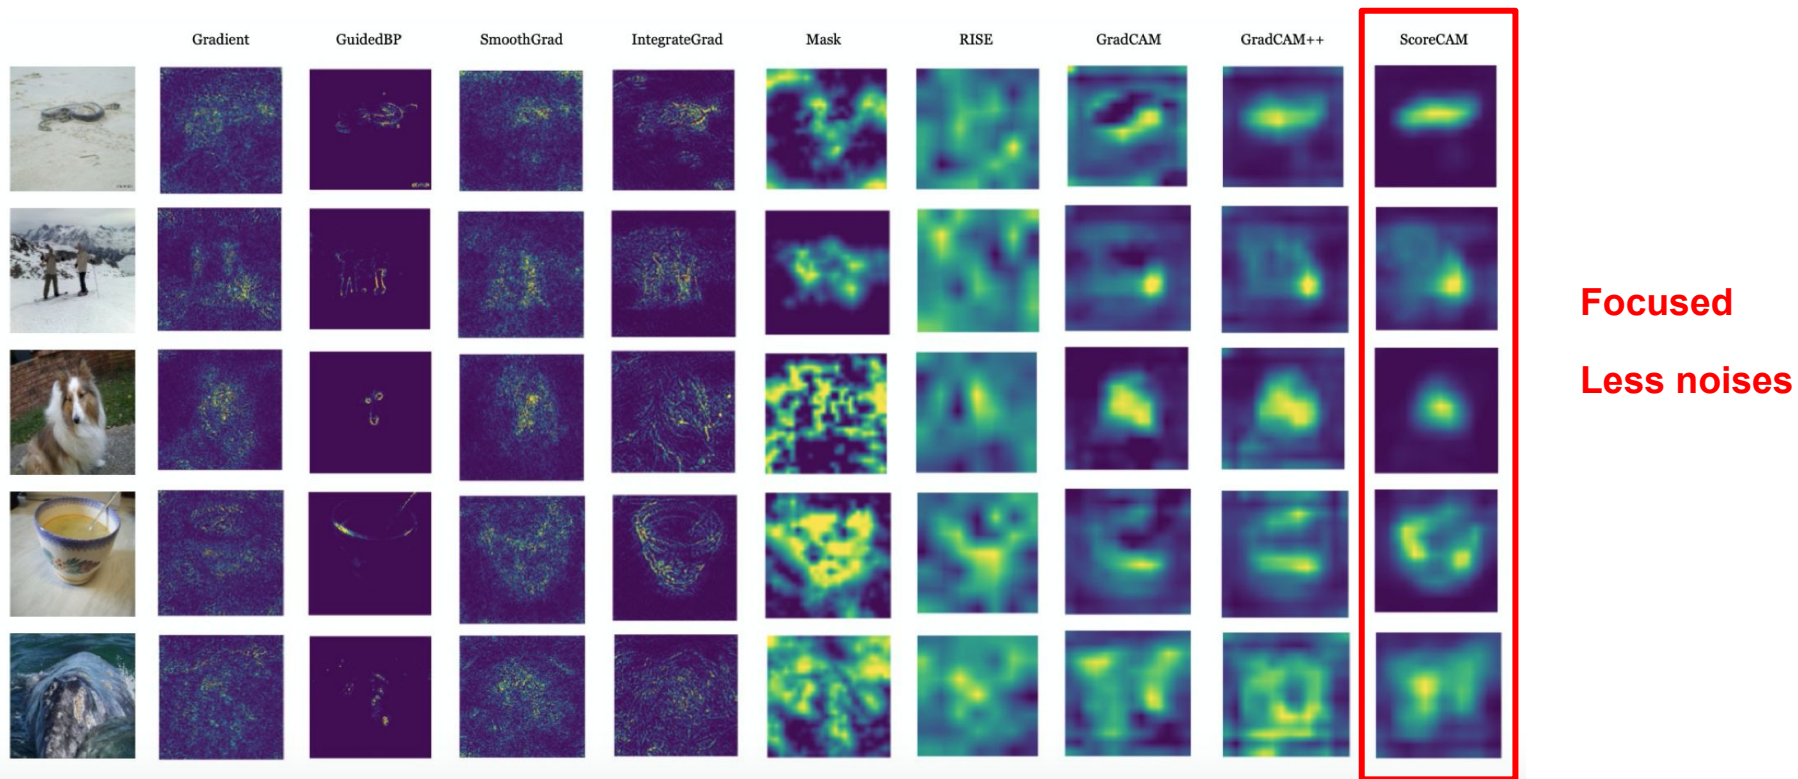 Gradient GuidedBP SmoothGrad IntegrateGrad Mask RISE GradCAM GradCAM++ ScoreCAM
Focused
Less noises